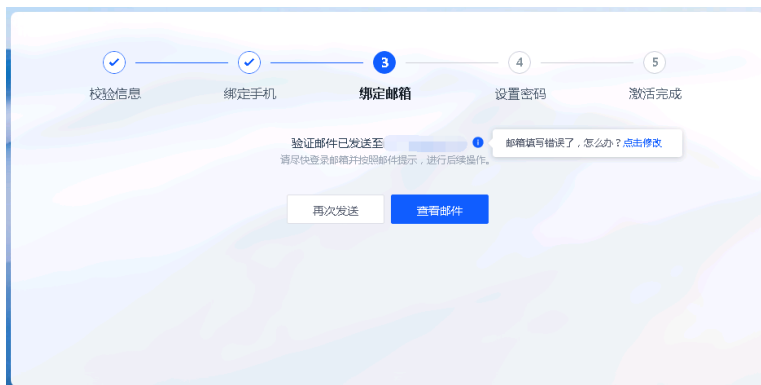 3
4
5
校验信息
绑定手机
绑定邮箱
设置密码
激活完成
验证邮件已发送至
邮箱填写错误了，怎么办？点击修改
请尽快登录邮箱并按照邮件提示，进行后续操作。
再次发送
查看邮件